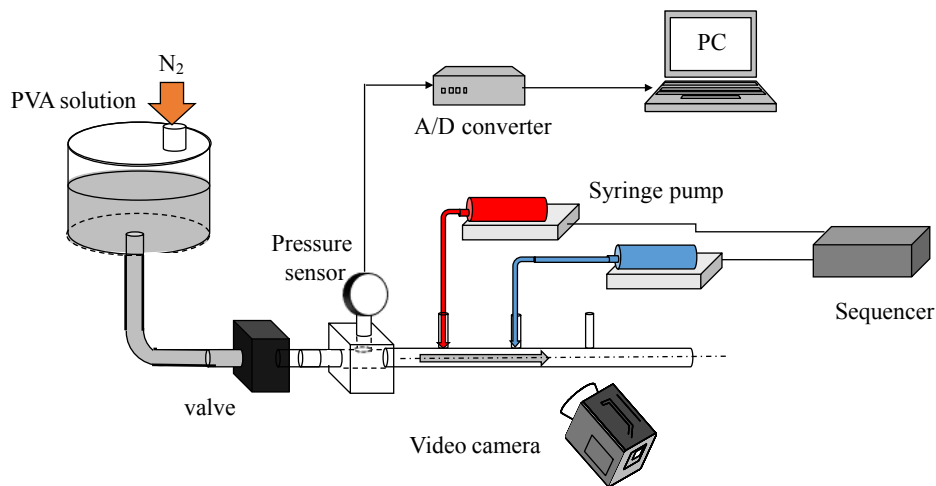 N₂
PVA solution
PC
A/D converter
Syringe pump
Pressure
sensor
Sequencer
valve
Video camera